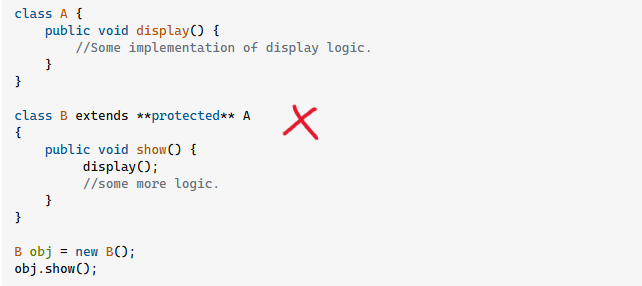 class A {
    public void display() {
        //Some implementation of display logic.
    }
}
class B extends **protected** A
{
    public void show() {
         display();
         //some more logic.
    }
}
B obj = new B();
obj.show();